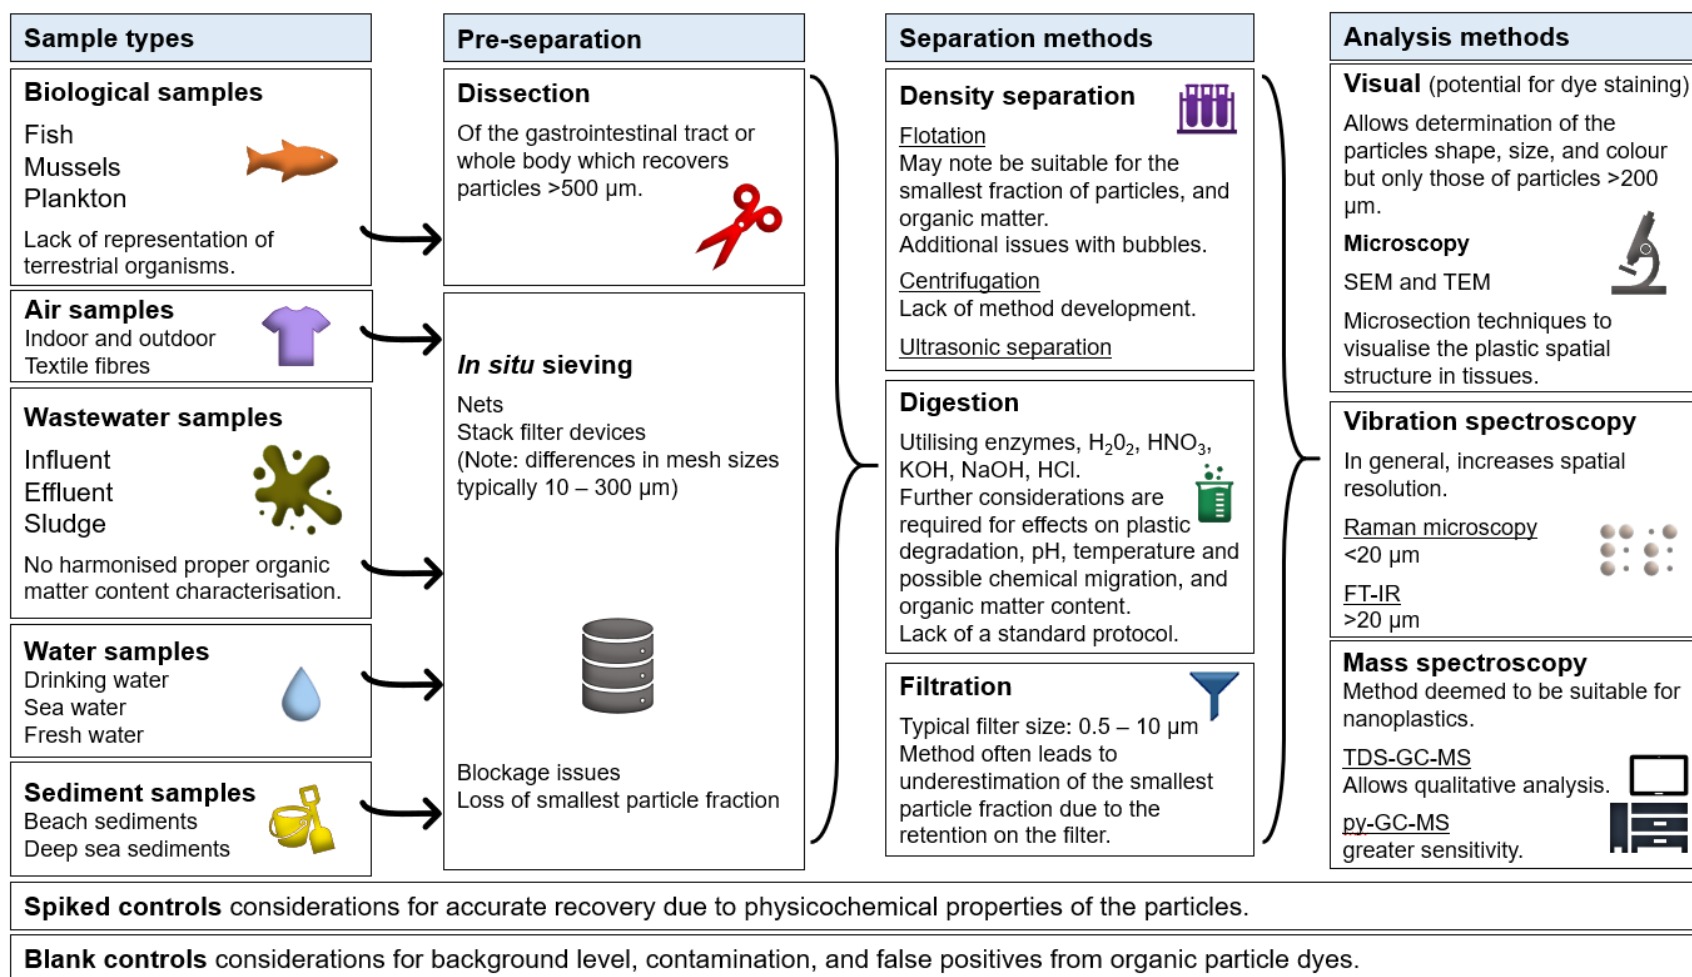 Sample types
Biological samples
Fish
Mussels
Plankton
Lack of representation of
terrestrial organisms.
Air samples
Indoor and outdoor
Textile fibres
Wastewater samples
Influent
Effluent
Sludge
No harmonised proper organic
matter content characterisation.
Water samples
Drinking water
Sea water
Fresh water
Sediment samples
Beach sediments
Deep sea sediments
Pre-separation
Dissection
Of the gastrointestinal tract or
whole body which recovers
particles >500 µm.
In situ sieving
Nets
Stack filter devices
(Note: differences in mesh sizes
typically 10 – 300 µm)
Blockage issues
Loss of smallest particle fraction
Separation methods
Density separation
Flotation
May note be suitable for the
smallest fraction of particles, and
organic matter.
Additional issues with bubbles.
Centrifugation
Lack of method development.
Ultrasonic separation
Digestion
Utilising enzymes, H₂0₂, HNO₃,
KOH, NaOH, HCl.
Further considerations are
required for effects on plastic
degradation, pH, temperature and
possible chemical migration, and
organic matter content.
Lack of a standard protocol.
Filtration
Typical filter size: 0.5 – 10 µm
Method often leads to
underestimation of the smallest
particle fraction due to the
retention on the filter.
Analysis methods
Visual (potential for dye staining)
Allows determination of the
particles shape, size, and colour
but only those of particles >200
µm.
Microscopy
SEM and TEM
Microsection techniques to
visualise the plastic spatial
structure in tissues.
Vibration spectroscopy
In general, increases spatial
resolution.
Raman microscopy
<20 µm
FT-IR
>20 µm
Mass spectroscopy
Method deemed to be suitable for
nanoplastics.
TDS-GC-MS
Allows qualitative analysis.
py-GC-MS
greater sensitivity.
Spiked controls considerations for accurate recovery due to physicochemical properties of the particles.
Blank controls considerations for background level, contamination, and false positives from organic particle dyes.